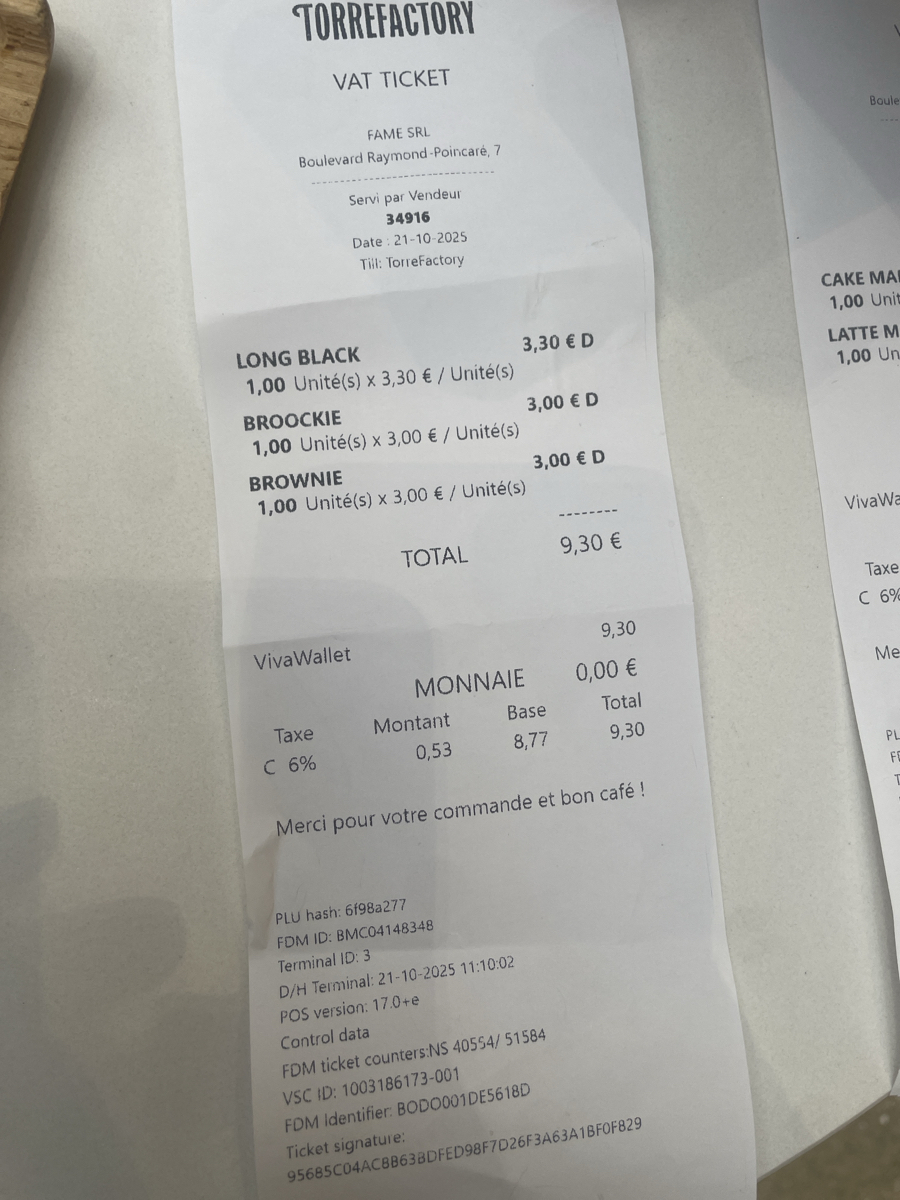 TORREFACTORY
VAT TICKET
FAME SRL
Boulevard Raymond-Poincaré, 7
--------------------------------
Servi par Vendeur
34916
Date : 21-10-2025
Till: TorreFactory
LONG BLACK 3,30 € D
1,00 Unité(s) x 3,30 € / Unité(s)
BROOCKIE 3,00 € D
1,00 Unité(s) x 3,00 € / Unité(s)
BROWNIE 3,00 € D
1,00 Unité(s) x 3,00 € / Unité(s)
--------
TOTAL 9,30 €
VivaWallet 9,30
MONNAIE 0,00 €
Taxe Montant Base Total
C 6% 0,53 8,77 9,30
Merci pour votre commande et bon café !
PLU hash: 6f98a277
FDM ID: BMC04148348
Terminal ID: 3
D/H Terminal: 21-10-2025 11:10:02
POS version: 17.0+e
Control data
FDM ticket counters:NS 40554/ 51584
VSC ID: 1003186173-001
FDM Identifier: BODO001DE5618D
Ticket signature:
95685C04AC8B63BDFED98F7D26F3A63A1BF0F829
Boule
CAKE MA
1,00 Unit
LATTE M
1,00 Un
VivaWa
Taxe
C 6%
Me
PL